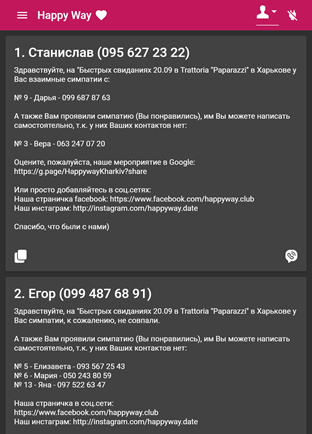 Happy Way
1. Станислав (095 627 23 22)
Здравствуйте, на "Быстрых свиданиях 20.09 в Trattoria "Paparazzi" в Харькове у
Вас взаимные симпатии с:
№ 9 - Дарья - 099 687 87 63
А также Вам проявили симпатию (Вы понравились), им Вы можете написать
самостоятельно, т.к. у них Ваших контактов нет:
№ 3 - Вера - 063 247 07 20
Оцените, пожалуйста, наше мероприятие в Google:
https://g.page/HappywayKharkiv?share
Или просто добавляйтесь в соц.сетях:
Наша страничка facebook: https://www.facebook.com/happyway.club
Наш инстаграм: http://instagram.com/happyway.date
Спасибо, что были с нами)
2. Егор (099 487 68 91)
Здравствуйте, на "Быстрых свиданиях 20.09 в Trattoria "Paparazzi" в Харькове у
Вас симпатии, к сожалению, не совпали.
А также Вам проявили симпатию (Вы понравились), им Вы можете написать
самостоятельно, т.к. у них Ваших контактов нет:
№ 5 - Елизавета - 093 567 25 43
№ 6 - Мария - 050 243 80 59
№ 13 - Яна - 097 522 63 47
Наша страничка в соц.сети:
https://www.facebook.com/happyway.club
Наш инстаграм: http://instagram.com/happyway.date